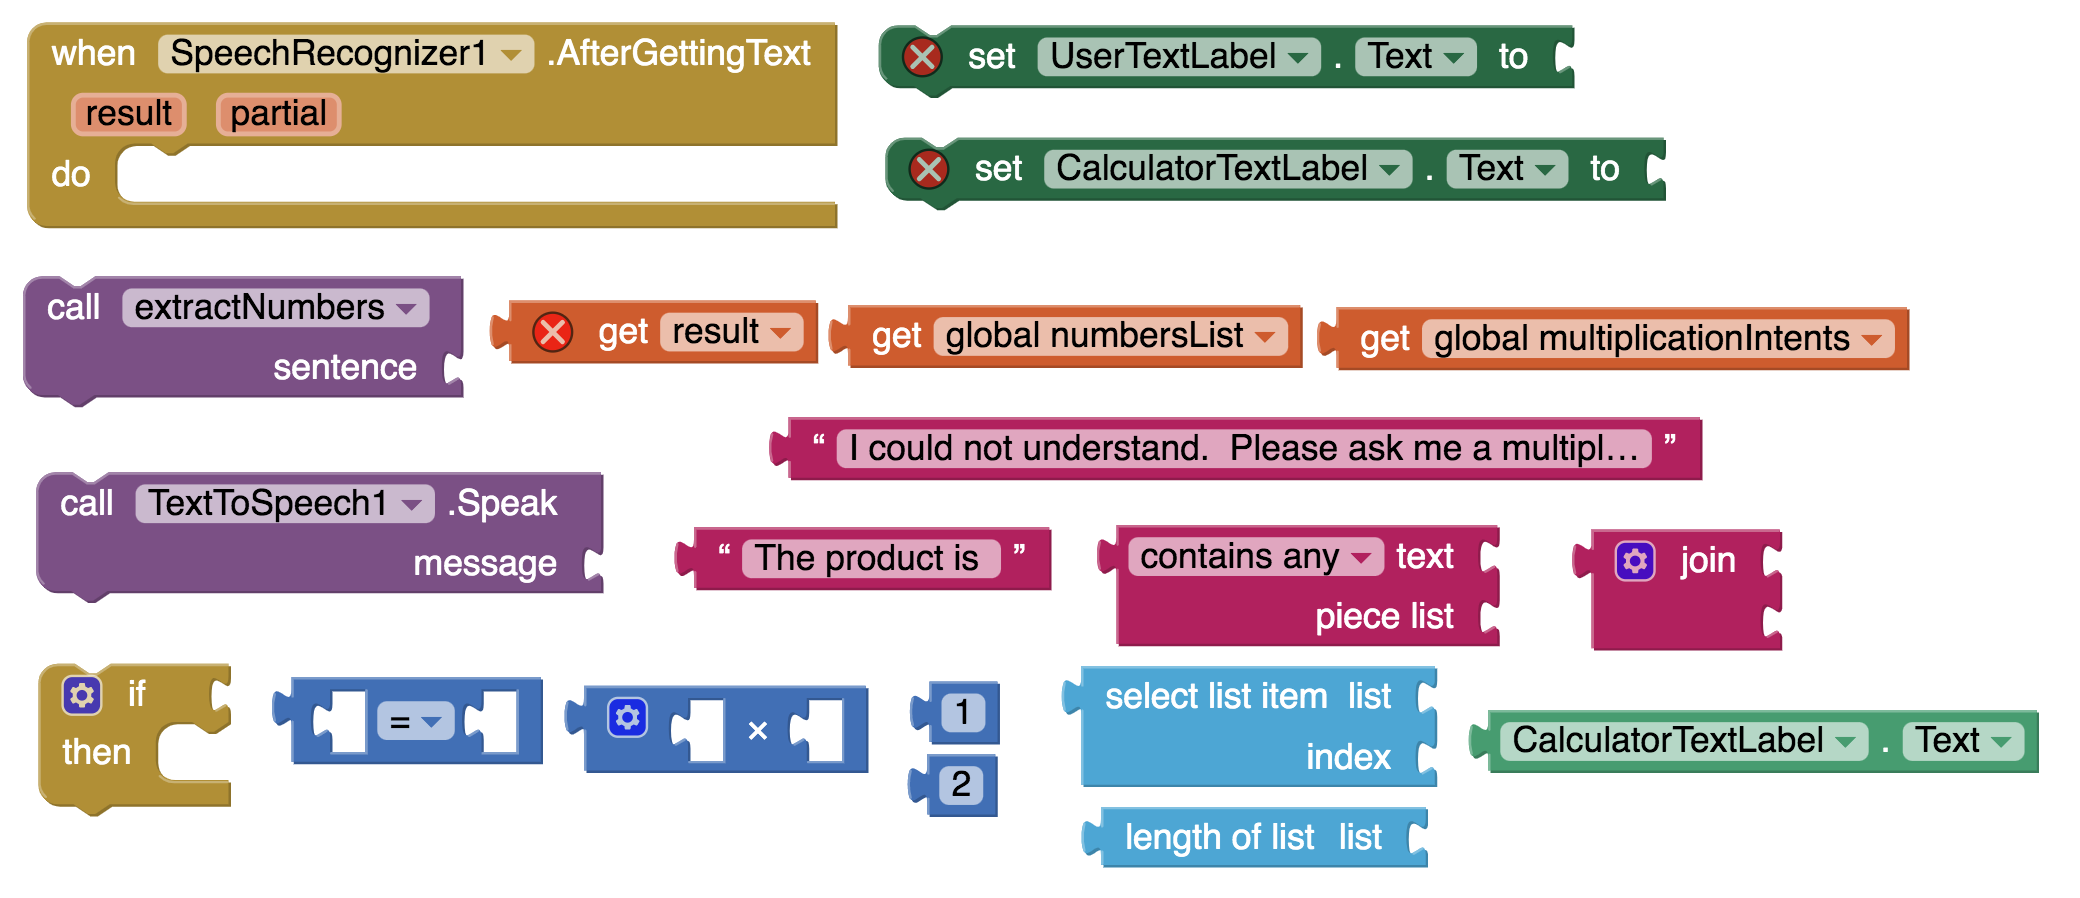 when SpeechRecognizer1 .AfterGettingText
result partial
do
set UserTextLabel . Text to
set CalculatorTextLabel . Text to
call extractNumbers
sentence
get result
get global numbersList
get global multiplicationIntents
“ I could not understand.  Please ask me a multipl... ”
call TextToSpeech1 .Speak
message
“ The product is ”
contains any text
piece list
join
if
then
=
×
1
2
select list item list
index
CalculatorTextLabel . Text
length of list list